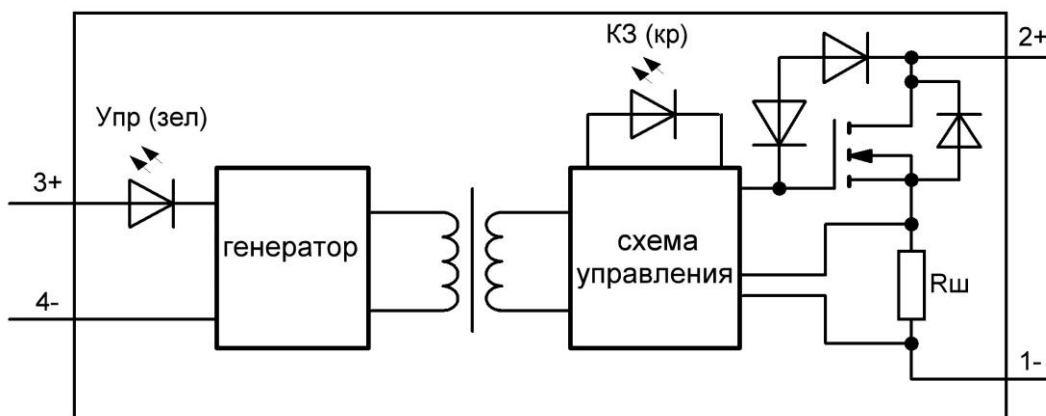 КЗ (кр)
2+
Упр (зел)
3+
генератор
схема
управления
Rш
4-
1-